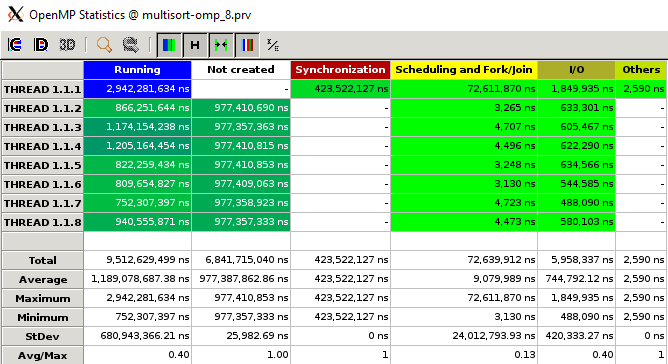 OpenMP Statistics @ multisort-omp_8.prv
3D
Running Not created Synchronization Scheduling and Fork/Join I/O Others
THREAD 1.1.1 2,942,281,634 ns - 423,522,127 ns 72,611,870 ns 1,849,935 ns 2,590 ns
THREAD 1.1.2 866,251,644 ns 977,410,690 ns - 3,265 ns 633,301 ns -
THREAD 1.1.3 1,174,154,238 ns 977,357,363 ns - 4,707 ns 605,467 ns -
THREAD 1.1.4 1,205,164,454 ns 977,410,815 ns - 4,496 ns 622,290 ns -
THREAD 1.1.5 822,259,434 ns 977,410,853 ns - 3,248 ns 634,566 ns -
THREAD 1.1.6 809,654,827 ns 977,409,063 ns - 3,130 ns 544,585 ns -
THREAD 1.1.7 752,307,397 ns 977,358,923 ns - 4,723 ns 488,090 ns -
THREAD 1.1.8 940,555,871 ns 977,357,333 ns - 4,473 ns 580,103 ns -
Total 9,512,629,499 ns 6,841,715,040 ns 423,522,127 ns 72,639,912 ns 5,958,337 ns 2,590 ns
Average 1,189,078,687.38 ns 977,387,862.86 ns 423,522,127 ns 9,079,989 ns 744,792.12 ns 2,590 ns
Maximum 2,942,281,634 ns 977,410,853 ns 423,522,127 ns 72,611,870 ns 1,849,935 ns 2,590 ns
Minimum 752,307,397 ns 977,357,333 ns 423,522,127 ns 3,130 ns 488,090 ns 2,590 ns
StDev 680,943,366.21 ns 25,982.69 ns 0 ns 24,012,793.93 ns 420,333.27 ns 0 ns
Avg/Max 0.40 1.00 1 0.13 0.40 1